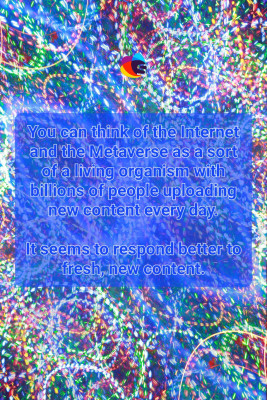 S
You can think of the Internet
and the Metaverse as a sort
of a living organism, with
billions of people uploading
new content every day.
It seems to respond better to
fresh, new content.